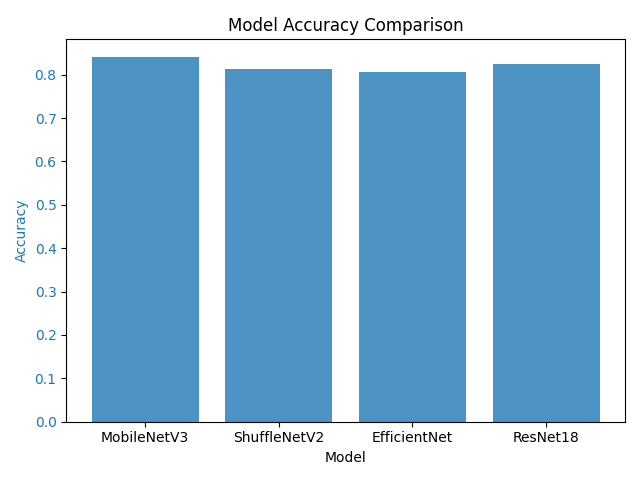 Model Accuracy Comparison
Accuracy
0.8
0.7
0.6
0.5
0.4
0.3
0.2
0.1
0.0
MobileNetV3 ShuffleNetV2 EfficientNet ResNet18
Model